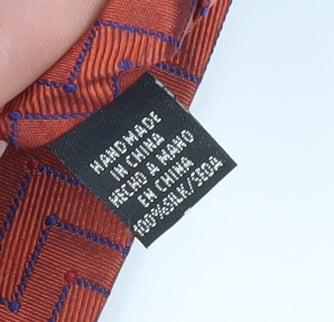 HANDMADE
IN CHINA
HECHO A MANO
EN CHINA
100%SILK/SEDA